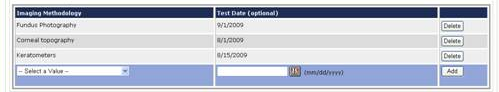 Imaging Methodology Test Date (optional)
Fundus Photography 9/1/2009 Delete
Corneal topography 8/1/2009 Delete
Keratometers 8/15/2009 Delete
-- Select a Value -- (mm/dd/yyyy) Add